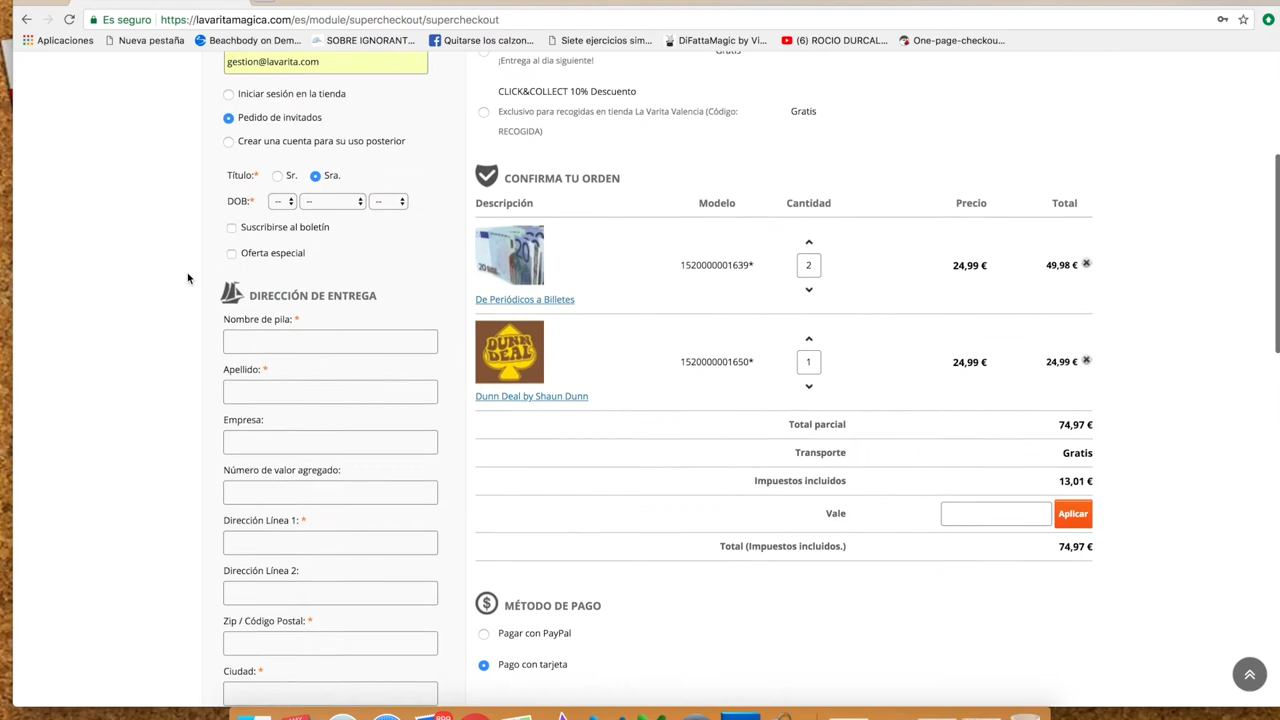 Es seguro https://lavaritamagica.com/es/module/supercheckout/supercheckout
Aplicaciones Nueva pestaña Beachbody on Dem... SOBRE IGNORANT... Quitarse los calzon... Siete ejercicios sim... DiFattaMagic by Vi... (6) ROCIO DURCAL... One-page-checkou...
gestion@lavarita.com
Iniciar sesión en la tienda
Pedido de invitados
Crear una cuenta para su uso posterior
Título:* Sr. Sra.
DOB:* -- -- --
Suscribirse al boletín
Oferta especial
DIRECCIÓN DE ENTREGA
Nombre de pila: *
Apellido: *
Empresa:
Número de valor agregado:
Dirección Línea 1: *
Dirección Línea 2:
Zip / Código Postal: *
Ciudad: *
Gratis
¡Entrega al dia siguiente!
CLICK&COLLECT 10% Descuento
Exclusivo para recogidas en tienda La Varita Valencia (Código: Gratis
RECOGIDA)
CONFIRMA TU ORDEN
Descripción Modelo Cantidad Precio Total
1520000001639* 2 24,99 € 49,98 €
De Periódicos a Billetes
DUNN
DEAL
1520000001650* 1 24,99 € 24,99 €
Dunn Deal by Shaun Dunn
Total parcial 74,97 €
Transporte Gratis
Impuestos incluidos 13,01 €
Vale Aplicar
Total (Impuestos incluidos.) 74,97 €
MÉTODO DE PAGO
Pagar con PayPal
Pago con tarjeta